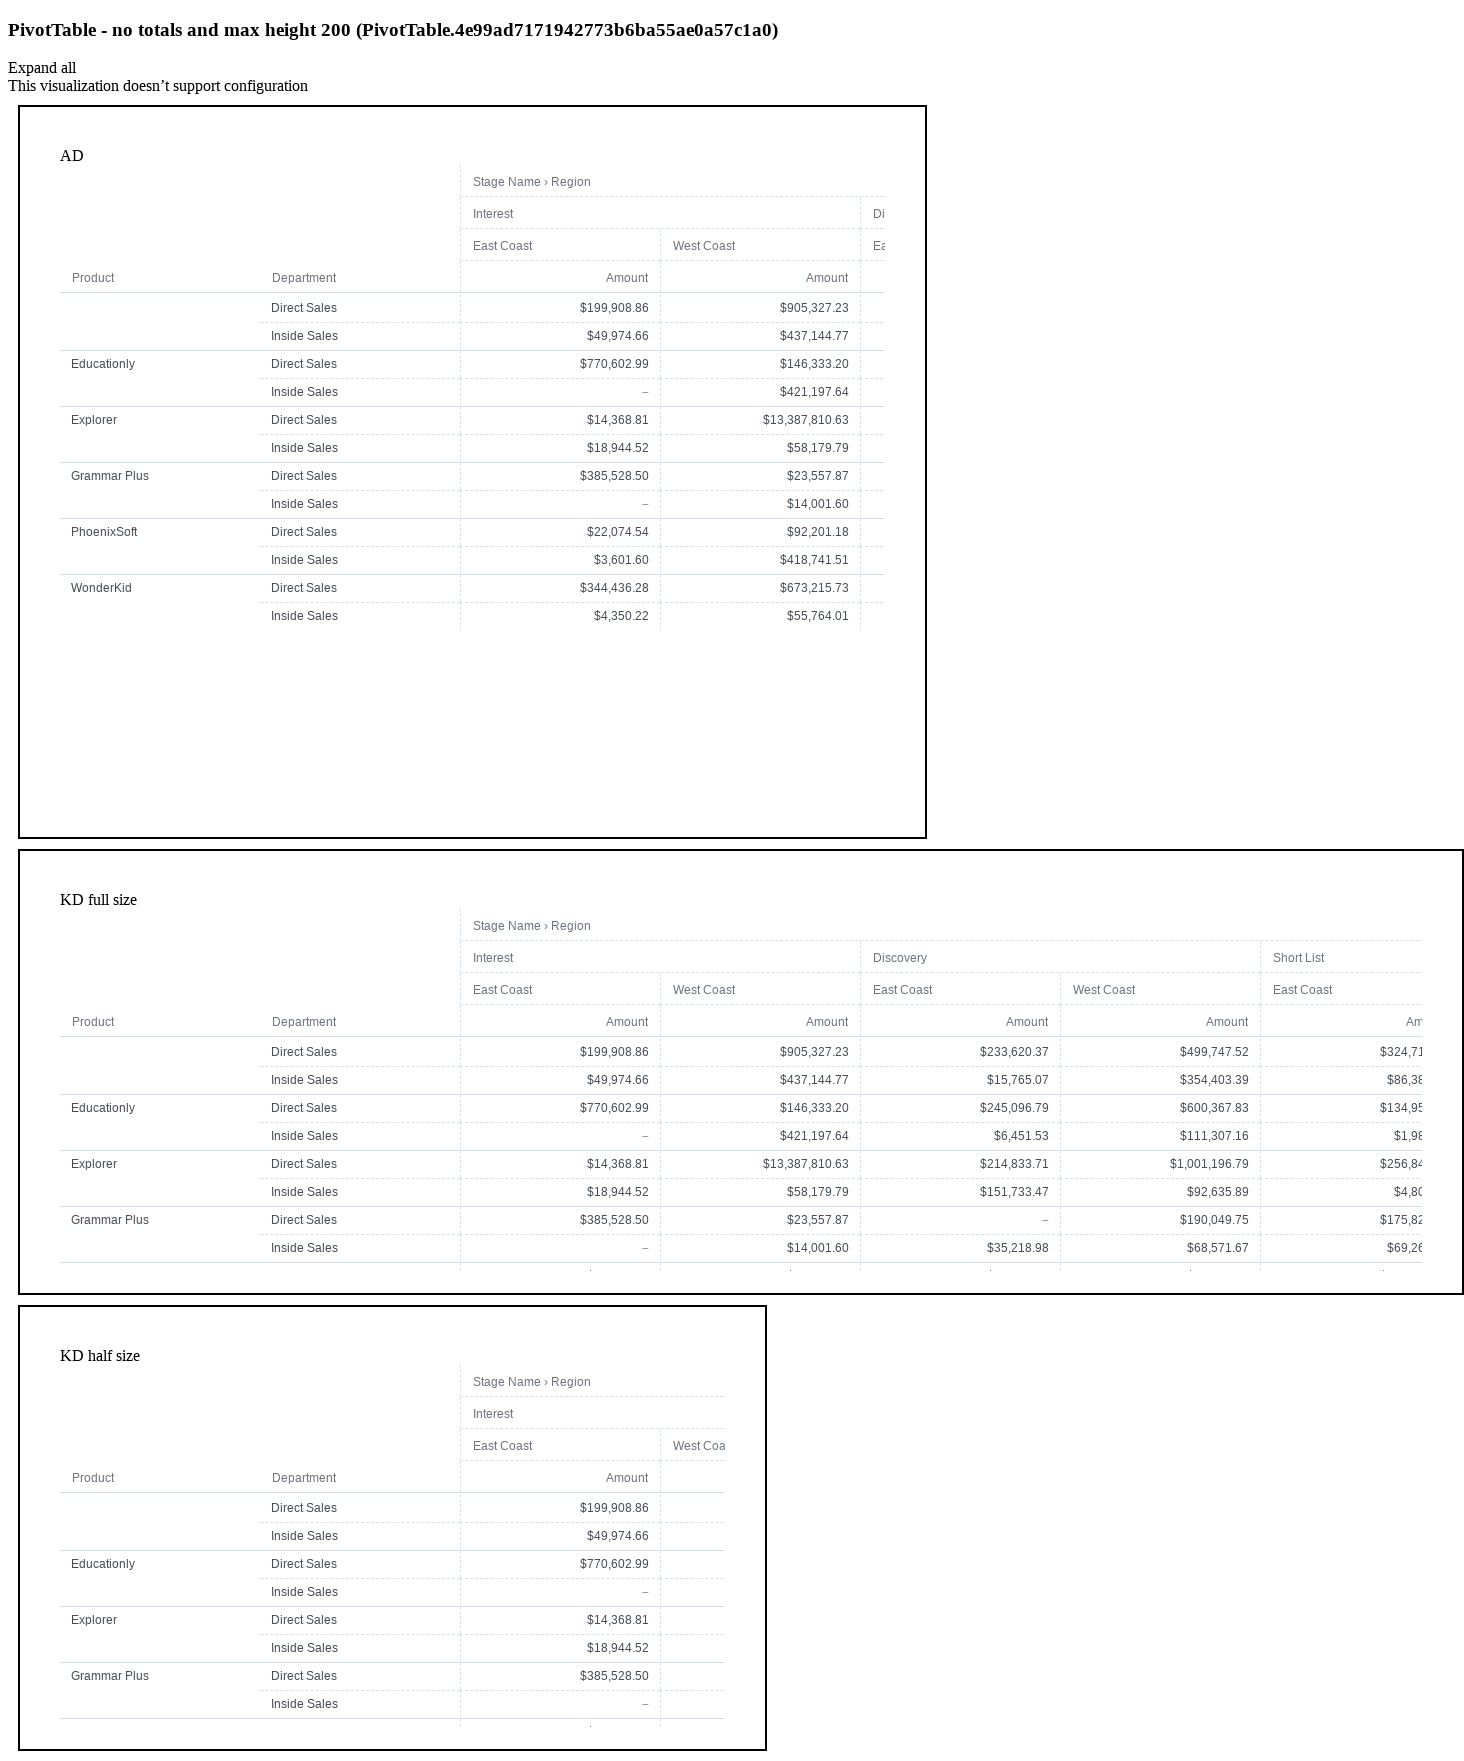 PivotTable - no totals and max height 200 (PivotTable.4e99ad7171942773b6ba55ae0a57c1a0)
Expand all
This visualization doesn’t support configuration
AD
Stage Name › Region
Interest Di
East Coast West Coast Ea
Product Department Amount Amount
Direct Sales $199,908.86 $905,327.23
Inside Sales $49,974.66 $437,144.77
Educationly Direct Sales $770,602.99 $146,333.20
Inside Sales – $421,197.64
Explorer Direct Sales $14,368.81 $13,387,810.63
Inside Sales $18,944.52 $58,179.79
Grammar Plus Direct Sales $385,528.50 $23,557.87
Inside Sales – $14,001.60
PhoenixSoft Direct Sales $22,074.54 $92,201.18
Inside Sales $3,601.60 $418,741.51
WonderKid Direct Sales $344,436.28 $673,215.73
Inside Sales $4,350.22 $55,764.01
KD full size
Stage Name › Region
Interest Discovery Short List
East Coast West Coast East Coast West Coast East Coast
Product Department Amount Amount Amount Amount Am
Direct Sales $199,908.86 $905,327.23 $233,620.37 $499,747.52 $324,71
Inside Sales $49,974.66 $437,144.77 $15,765.07 $354,403.39 $86,38
Educationly Direct Sales $770,602.99 $146,333.20 $245,096.79 $600,367.83 $134,95
Inside Sales – $421,197.64 $6,451.53 $111,307.16 $1,98
Explorer Direct Sales $14,368.81 $13,387,810.63 $214,833.71 $1,001,196.79 $256,84
Inside Sales $18,944.52 $58,179.79 $151,733.47 $92,635.89 $4,80
Grammar Plus Direct Sales $385,528.50 $23,557.87 – $190,049.75 $175,82
Inside Sales – $14,001.60 $35,218.98 $68,571.67 $69,26
KD half size
Stage Name › Region
Interest
East Coast West Coa
Product Department Amount
Direct Sales $199,908.86
Inside Sales $49,974.66
Educationly Direct Sales $770,602.99
Inside Sales –
Explorer Direct Sales $14,368.81
Inside Sales $18,944.52
Grammar Plus Direct Sales $385,528.50
Inside Sales –